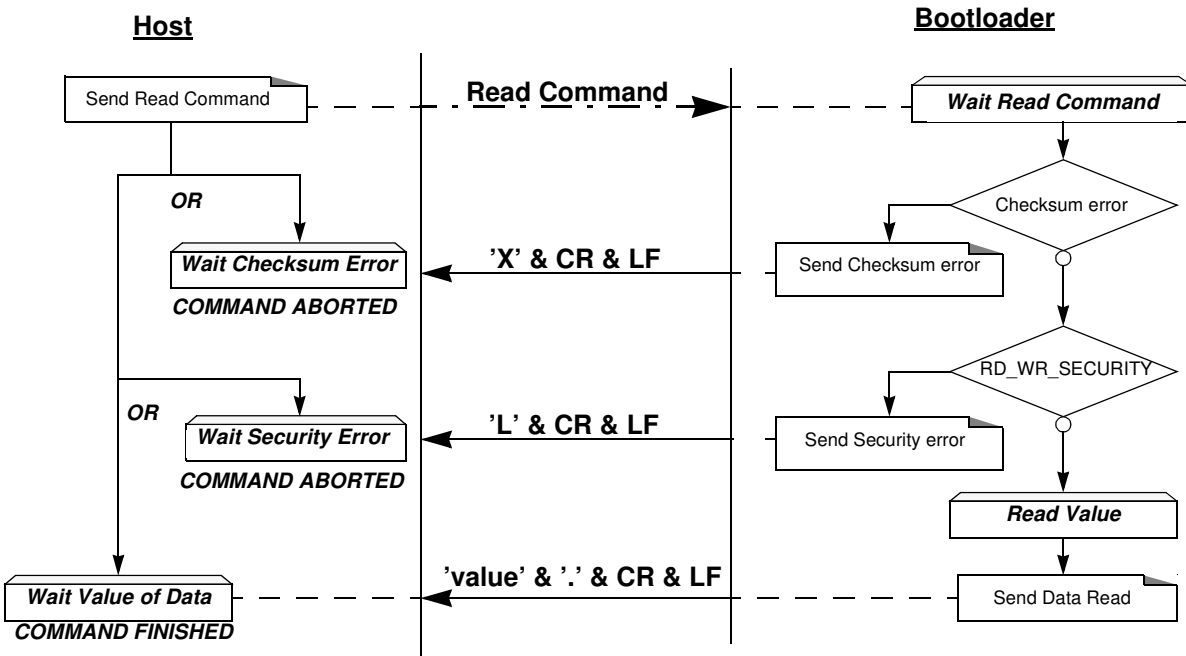 Host
Bootloader
Send Read Command
Read Command
Wait Read Command
OR
Checksum error
Wait Checksum Error
'X' & CR & LF
Send Checksum error
COMMAND ABORTED
RD_WR_SECURITY
OR
Wait Security Error
'L' & CR & LF
Send Security error
COMMAND ABORTED
Read Value
'value' & '.' & CR & LF
Wait Value of Data
Send Data Read
COMMAND FINISHED